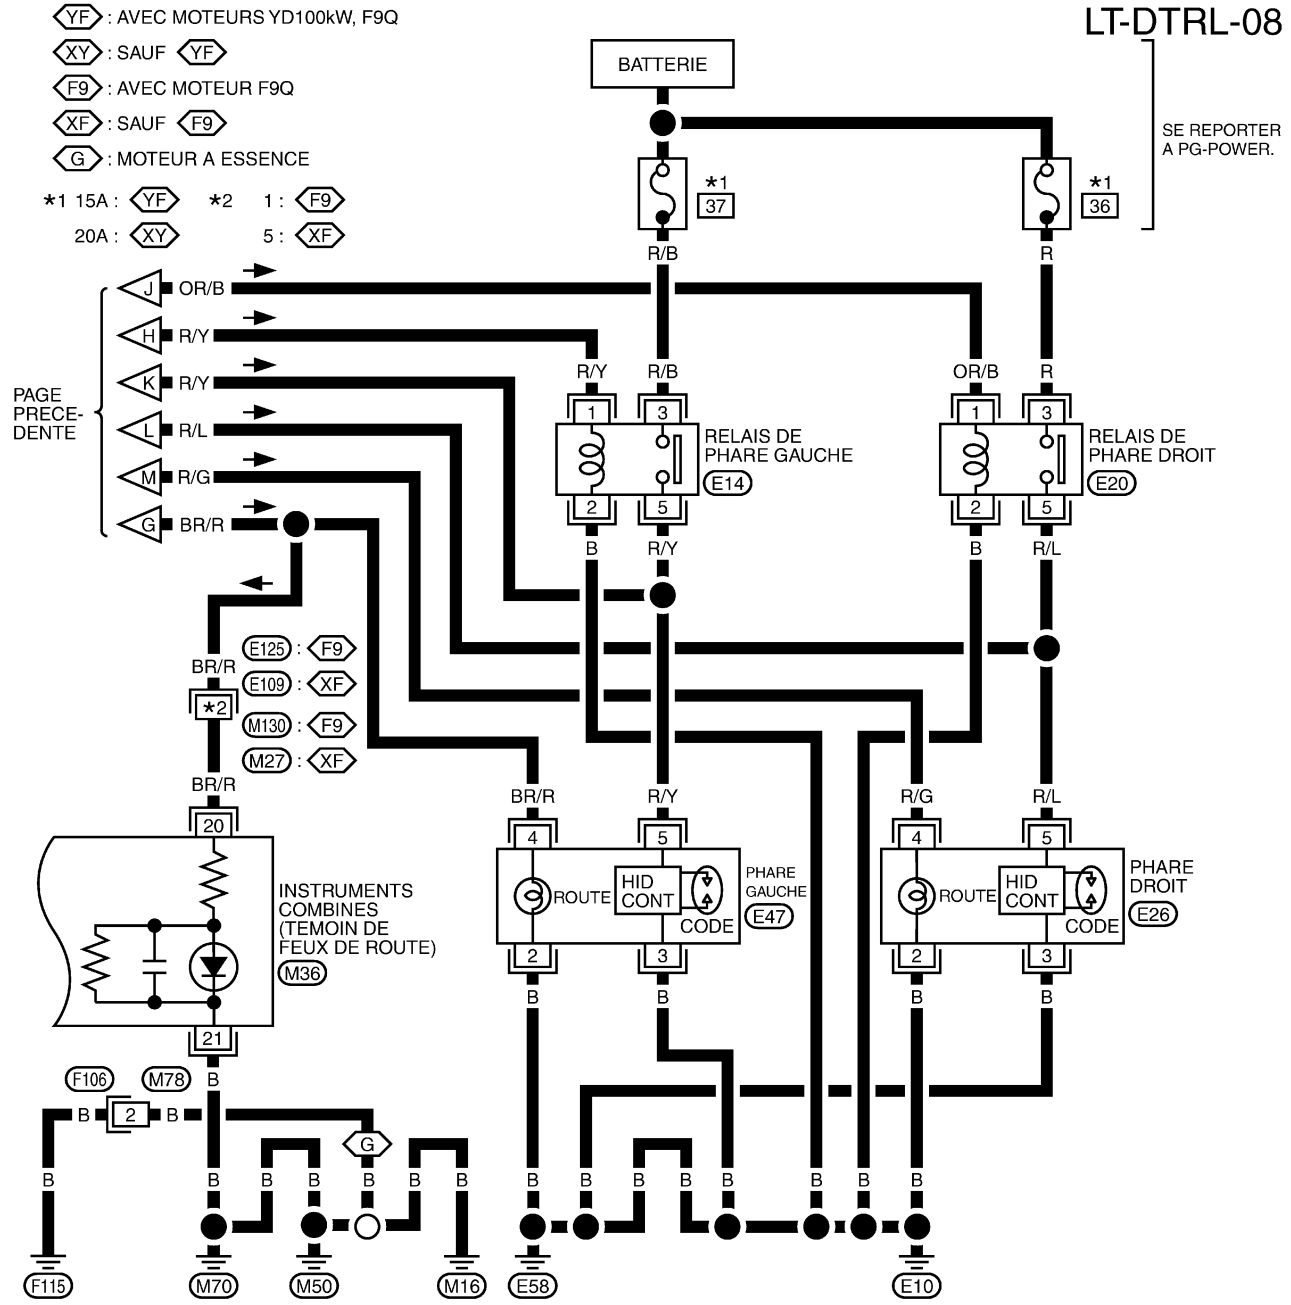 LT-DTRL-08
YF : AVEC MOTEURS YD100kW, F9Q
XY : SAUF YF
F9 : AVEC MOTEUR F9Q
XF : SAUF F9
G : MOTEUR A ESSENCE
*1 15A : YF *2 1 : F9
20A : XY 5 : XF
BATTERIE
SE REPORTER
A PG-POWER.
*1
37
*1
36
R/B
R
J OR/B
H R/Y
K R/Y
L R/L
M R/G
G BR/R
PAGE
PRECE-
DENTE
R/Y R/B OR/B R
1 3 1 3
RELAIS DE
PHARE GAUCHE
E14
RELAIS DE
PHARE DROIT
E20
2 5 2 5
B R/Y B R/L
E125 : F9
E109 : XF
M130 : F9
M27 : XF
BR/R
*2
BR/R
20
BR/R R/Y R/G R/L
4 5 4 5
ROUTE
HID
CONT
CODE
PHARE
GAUCHE
E47
ROUTE
HID
CONT
CODE
PHARE
DROIT
E26
2 3 2 3
B B B B
INSTRUMENTS
COMBINES
(TEMOIN DE
FEUX DE ROUTE)
M36
21
B
F106 M78
B 2 B
G
B B B B B B B B B B B B B B B B
F115 M70 M50 M16 E58 E10